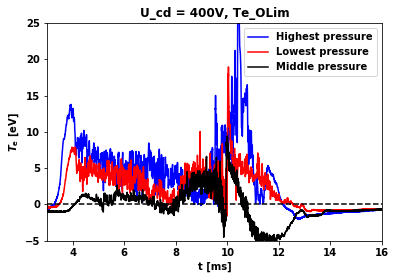 U_cd = 400V, Te_OLim
25
20
15
10
5
0
−5
Tₑ [eV]
Highest pressure
Lowest pressure
Middle pressure
4
6
8
10
12
14
16
t [ms]